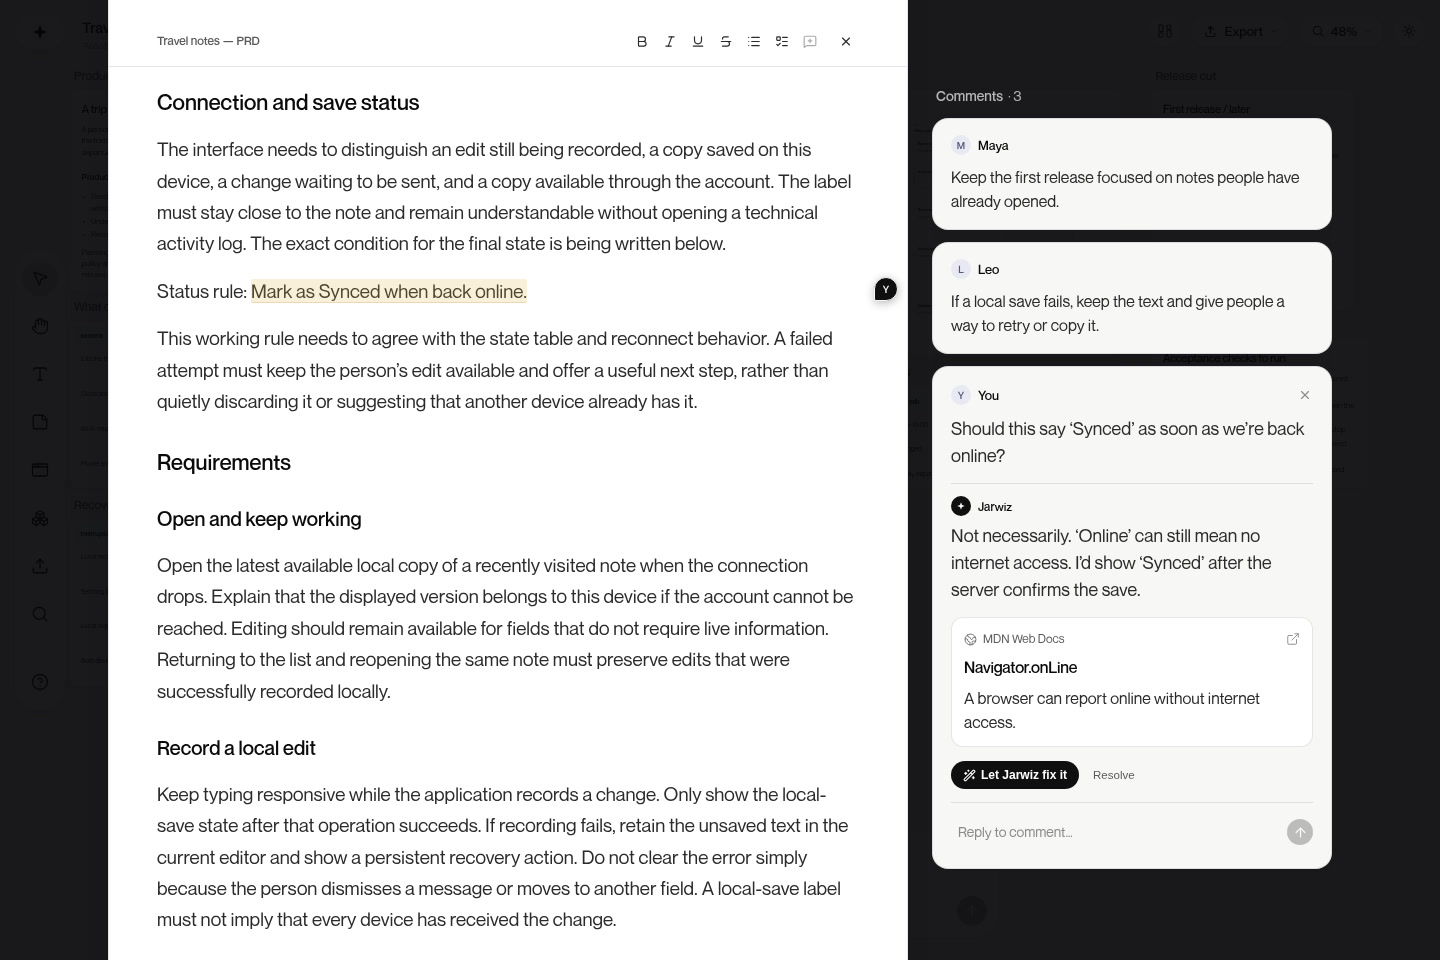 Travel notes — PRD
Connection and save status
The interface needs to distinguish an edit still being recorded, a copy saved on this
device, a change waiting to be sent, and a copy available through the account. The label
must stay close to the note and remain understandable without opening a technical
activity log. The exact condition for the final state is being written below.
Status rule: Mark as Synced when back online.
Y
This working rule needs to agree with the state table and reconnect behavior. A failed
attempt must keep the person’s edit available and offer a useful next step, rather than
quietly discarding it or suggesting that another device already has it.
Requirements
Open and keep working
Open the latest available local copy of a recently visited note when the connection
drops. Explain that the displayed version belongs to this device if the account cannot be
reached. Editing should remain available for fields that do not require live information.
Returning to the list and reopening the same note must preserve edits that were
successfully recorded locally.
Record a local edit
Keep typing responsive while the application records a change. Only show the local-
save state after that operation succeeds. If recording fails, retain the unsaved text in the
current editor and show a persistent recovery action. Do not clear the error simply
because the person dismisses a message or moves to another field. A local-save label
must not imply that every device has received the change.
Export
48%
Release cut
First release / later
Acceptance checks to run
Comments · 3
M Maya
Keep the first release focused on notes people have
already opened.
L Leo
If a local save fails, keep the text and give people a
way to retry or copy it.
Y You
Should this say ‘Synced’ as soon as we’re back
online?
Jarwiz
Not necessarily. ‘Online’ can still mean no
internet access. I’d show ‘Synced’ after the
server confirms the save.
MDN Web Docs
Navigator.onLine
A browser can report online without internet
access.
Let Jarwiz fix it
Resolve
Reply to comment...